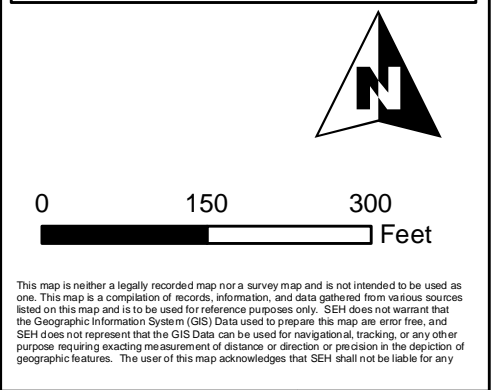 N
0 150 300
Feet
This map is neither a legally recorded map nor a survey map and is not intended to be used as
one. This map is a compilation of records, information, and data gathered from various sources
listed on this map and is to be used for reference purposes only. SEH does not warrant that
the Geographic Information System (GIS) Data used to prepare this map are error free, and
SEH does not represent that the GIS Data can be used for navigational, tracking, or any other
purpose requiring exacting measurement of distance or direction or precision in the depiction of
geographic features. The user of this map acknowledges that SEH shall not be liable for any